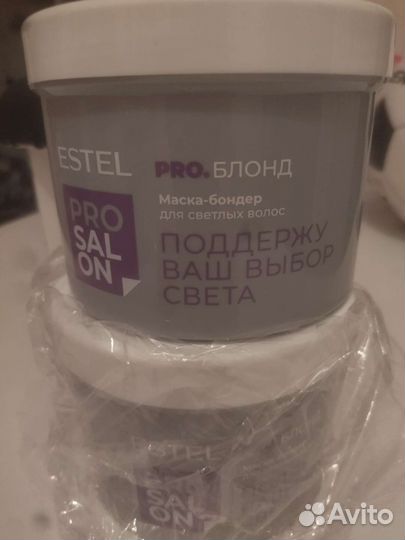 ESTEL
PRO.БЛОНД
Маска-бондер
для светлых волос
PRO
SAL
ON
ПОДДЕРЖУ
ВАШ ВЫБОР
СВЕТА
ESTEL
PRO
SAL
ON
Avito